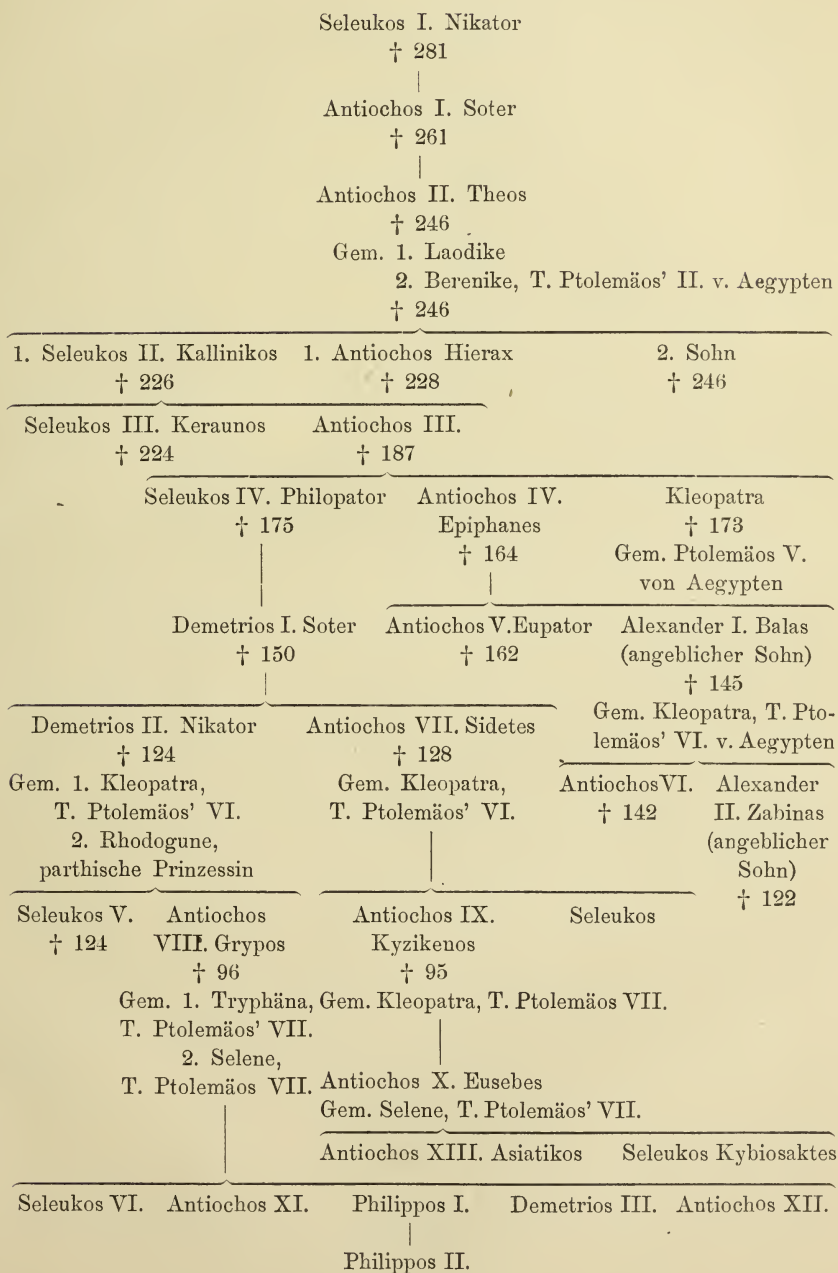 Seleukos I. Nikator
† 281
Antiochos I. Soter
† 261
Antiochos II. Theos
† 246
Gem. 1. Laodike
2. Berenike, T. Ptolemäos' II. v. Aegypten
† 246
1. Seleukos II. Kallinikos 1. Antiochos Hierax 2. Sohn
† 226 † 228 † 246
Seleukos III. Keraunos Antiochos III.
† 224 † 187
Seleukos IV. Philopator Antiochos IV. Kleopatra
† 175 Epiphanes † 173
† 164 Gem. Ptolemäos V.
von Aegypten
Demetrios I. Soter Antiochos V. Eupator Alexander I. Balas
† 150 † 162 (angeblicher Sohn)
† 145
Demetrios II. Nikator Antiochos VII. Sidetes Gem. Kleopatra, T. Pto-
† 124 † 128 lemäos' VI. v. Aegypten
Gem. 1. Kleopatra, Gem. Kleopatra, Antiochos VI. Alexander
T. Ptolemäos' VI. T. Ptolemäos' VI. † 142 II. Zabinas
2. Rhodogune, (angeblicher
parthische Prinzessin Sohn)
† 122
Seleukos V. Antiochos Antiochos IX. Seleukos
† 124 VIII. Grypos Kyzikenos
† 96 † 95
Gem. 1. Tryphäna, Gem. Kleopatra, T. Ptolemäos VII.
T. Ptolemäos' VII.
2. Selene,
T. Ptolemäos VII. Antiochos X. Eusebes
Gem. Selene, T. Ptolemäos' VII.
Antiochos XIII. Asiatikos Seleukos Kybiosaktes
Seleukos VI. Antiochos XI. Philippos I. Demetrios III. Antiochos XII.
Philippos II.